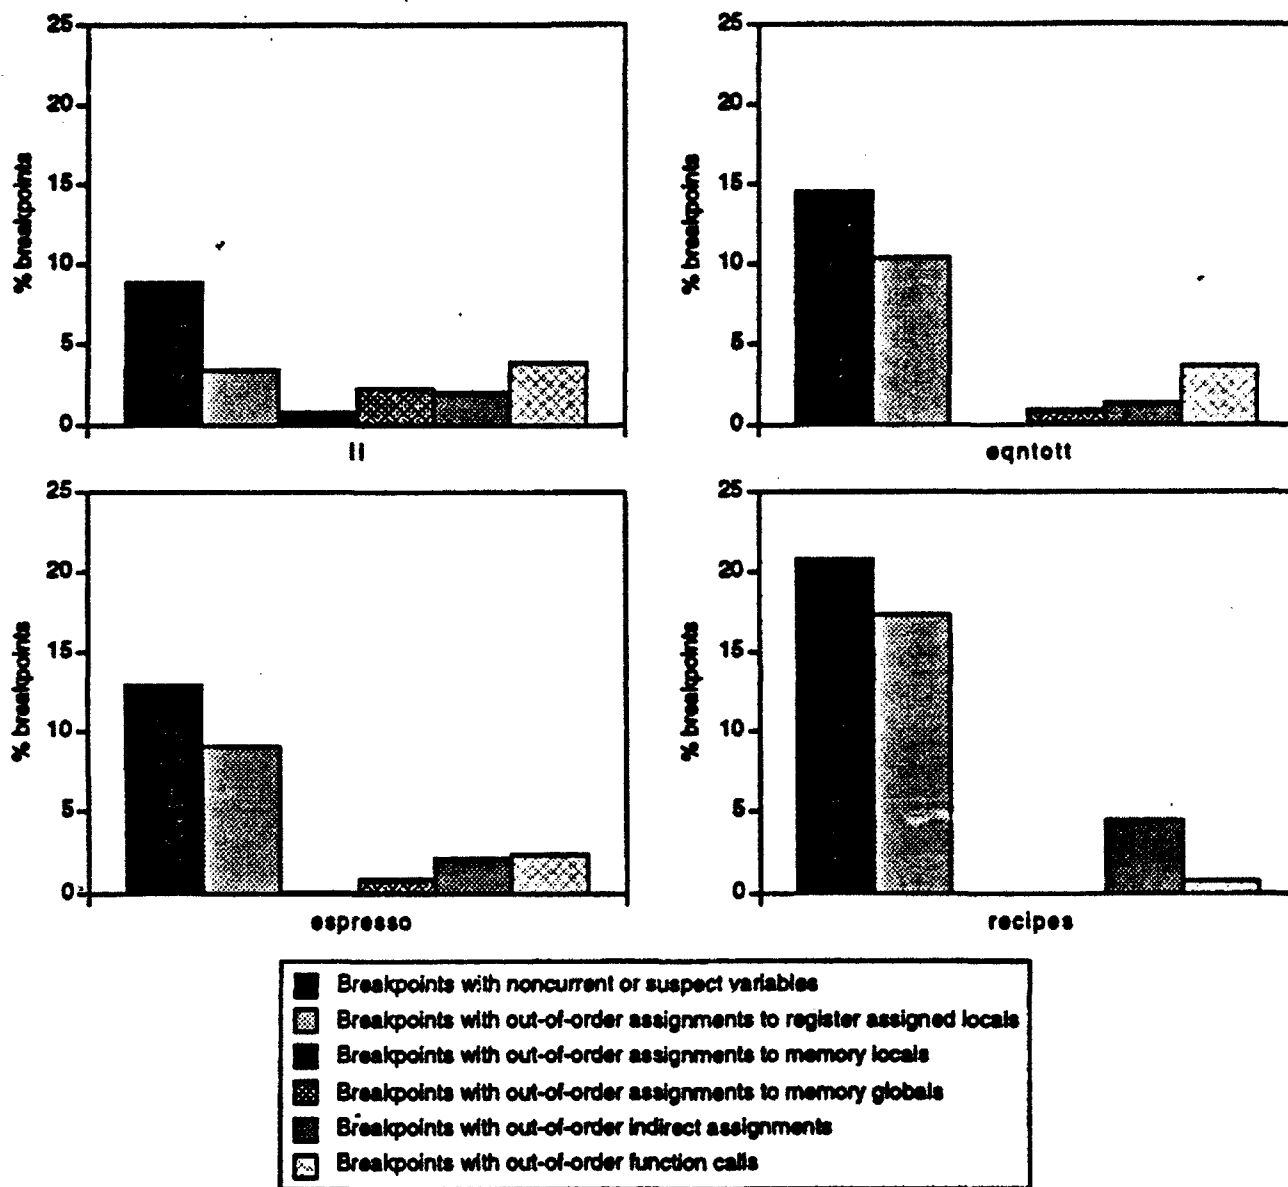 25
20
15
10
5
0
% breakpoints
li
25
20
15
10
5
0
% breakpoints
eqntott
25
20
15
10
5
0
% breakpoints
espresso
25
20
15
10
5
0
% breakpoints
recipes
Breakpoints with noncurrent or suspect variables
Breakpoints with out-of-order assignments to register assigned locals
Breakpoints with out-of-order assignments to memory locals
Breakpoints with out-of-order assignments to memory globals
Breakpoints with out-of-order indirect assignments
Breakpoints with out-of-order function calls